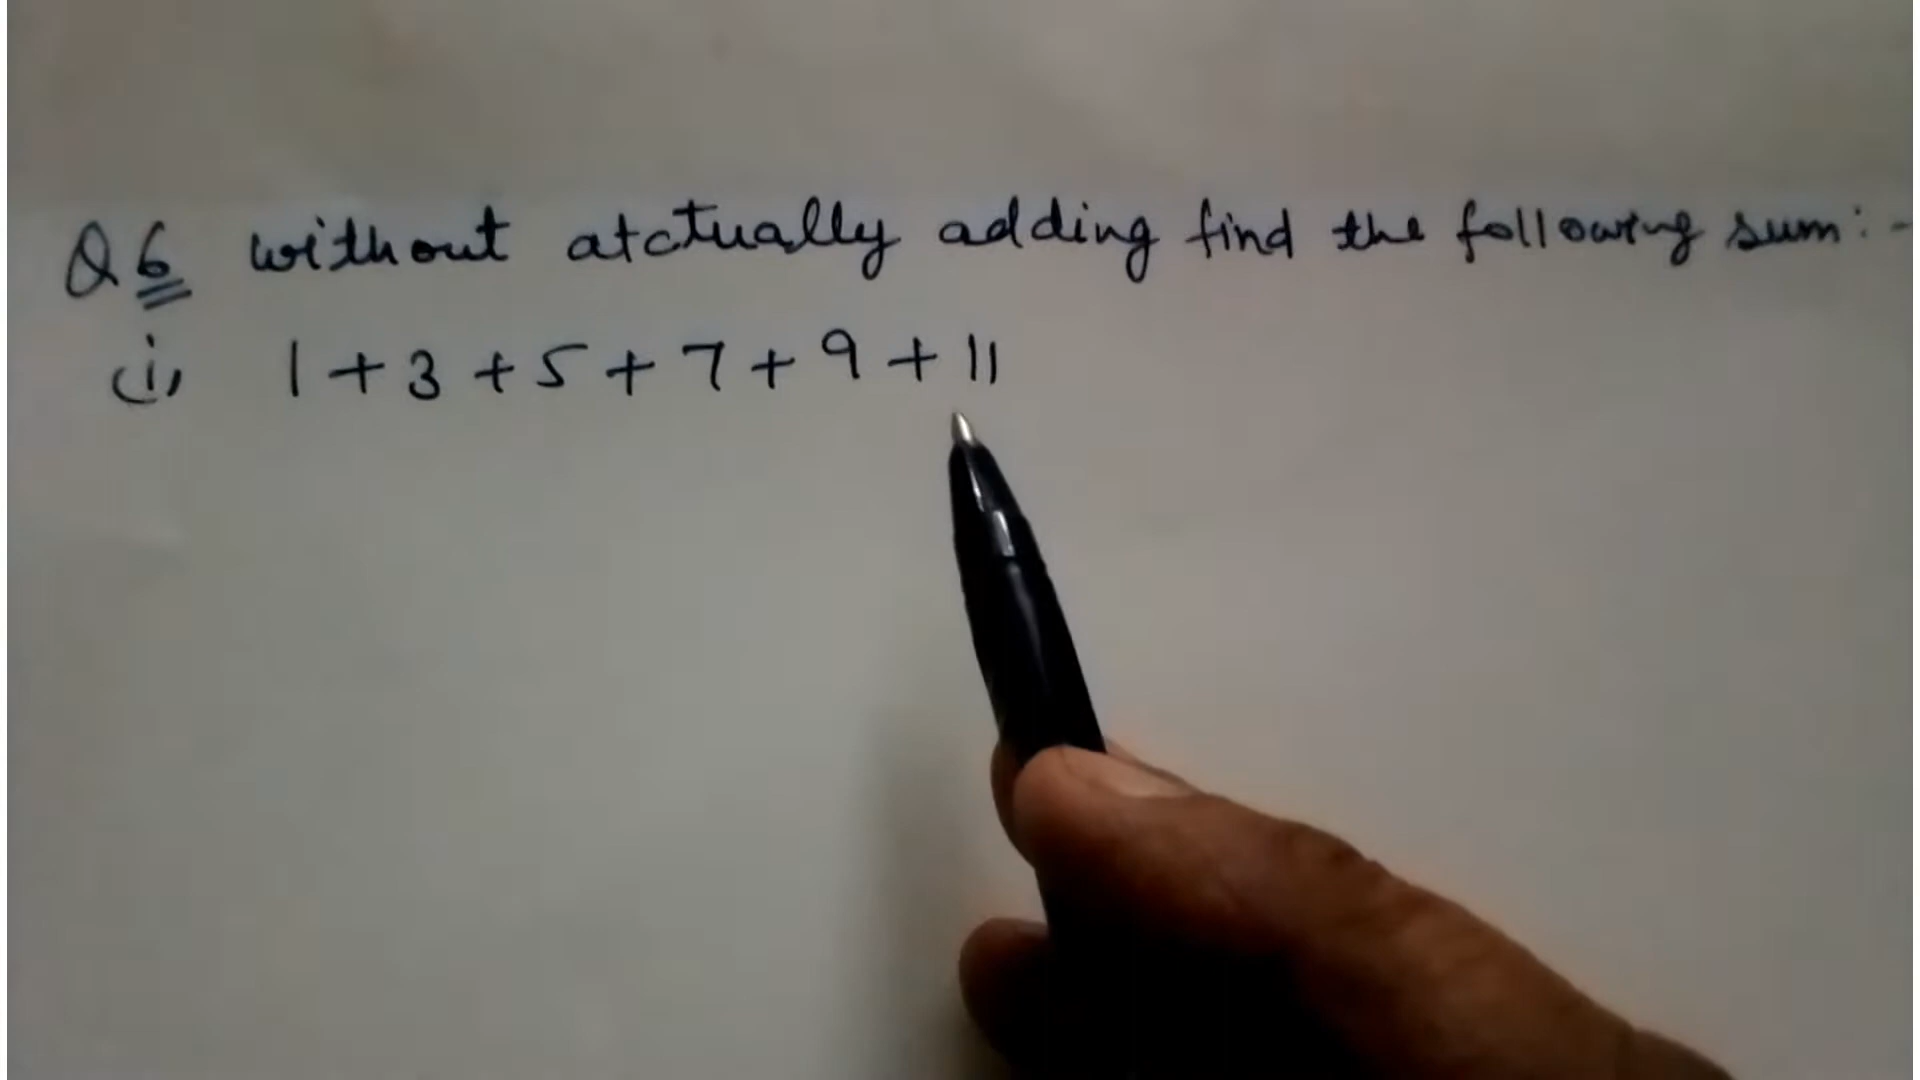 Q6 without atctually adding find the following sum:-
(i) 1 + 3 + 5 + 7 + 9 + 11